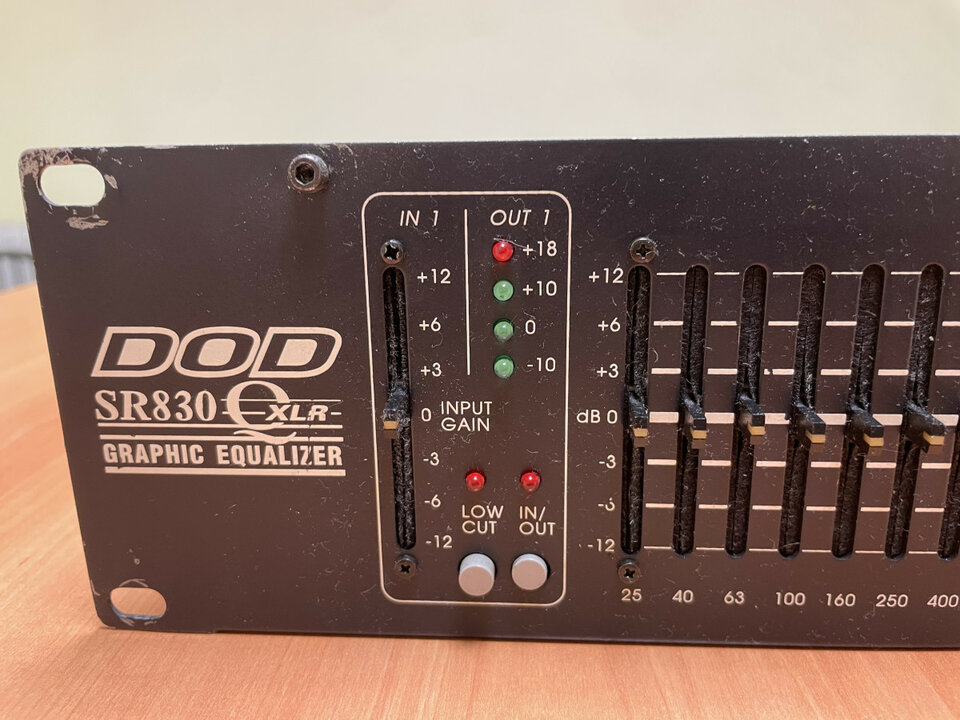 DOD
SR830 Q XLR
GRAPHIC EQUALIZER
IN 1
OUT 1
+12
+6
+3
0
-3
-6
-12
INPUT
GAIN
+18
+10
0
-10
LOW
CUT
IN/
OUT
+12
+6
+3
dB 0
-3
-6
-12
25 40 63 100 160 250 400